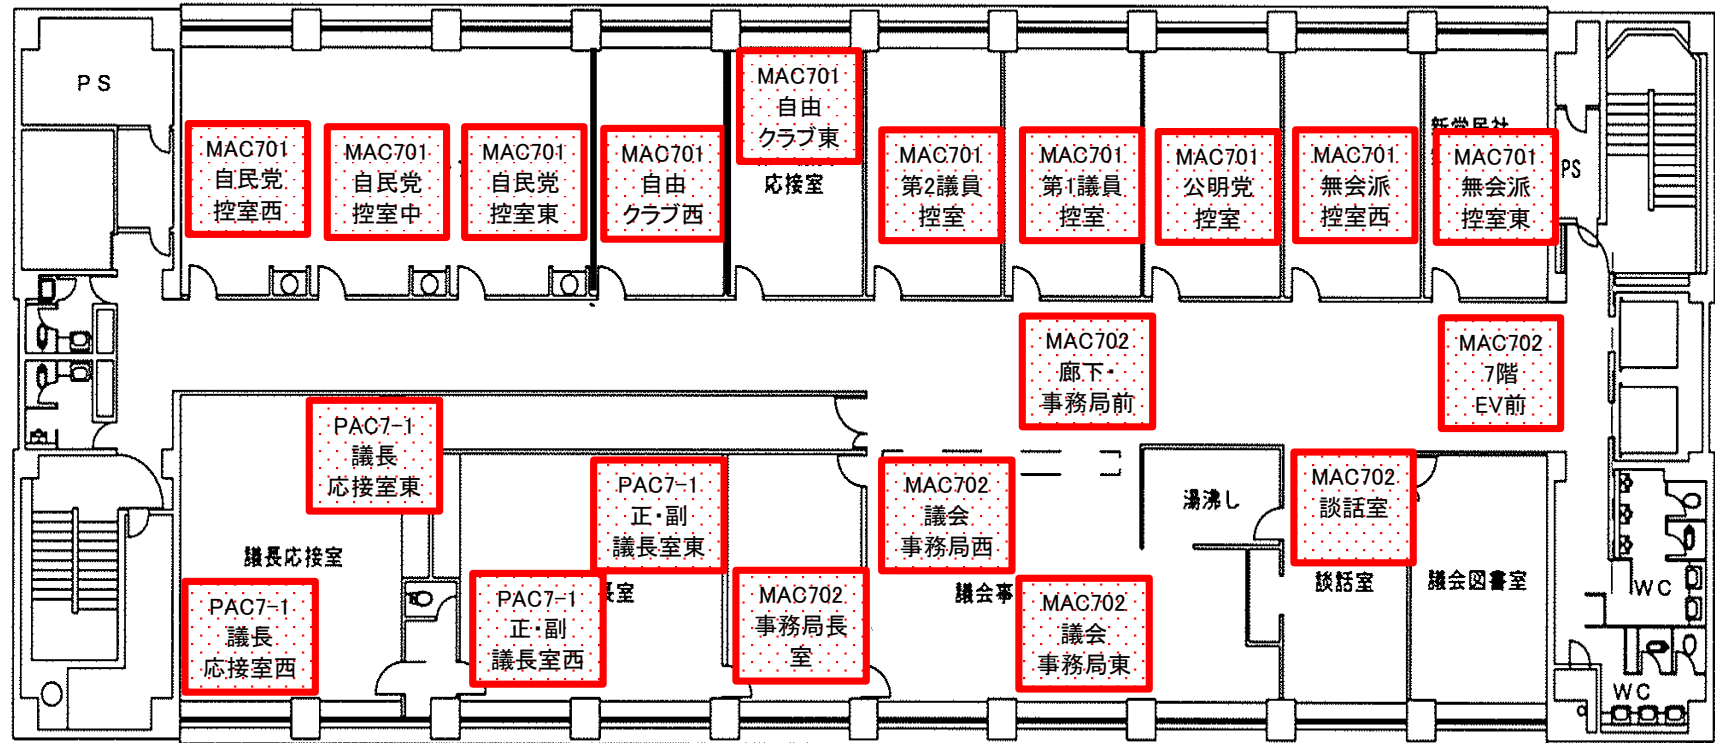 PS
MAC701
自民党
控室西
MAC701
自民党
控室中
MAC701
自民党
控室東
MAC701
自由
クラブ西
MAC701
自由
クラブ東
応接室
MAC701
第2議員
控室
MAC701
第1議員
控室
MAC701
公明党
控室
MAC701
無会派
控室西
MAC701
無会派
控室東
PS
MAC702
廊下・
事務局前
MAC702
7階
EV前
PAC7-1
議長
応接室東
議長応接室
PAC7-1
議長
応接室西
PAC7-1
正・副
議長室東
PAC7-1
正・副
議長室西
長室
MAC702
事務局長
室
MAC702
議会
事務局西
議会事
MAC702
議会
事務局東
湯沸し
MAC702
談話室
談話室
議会図書室
WC
WC